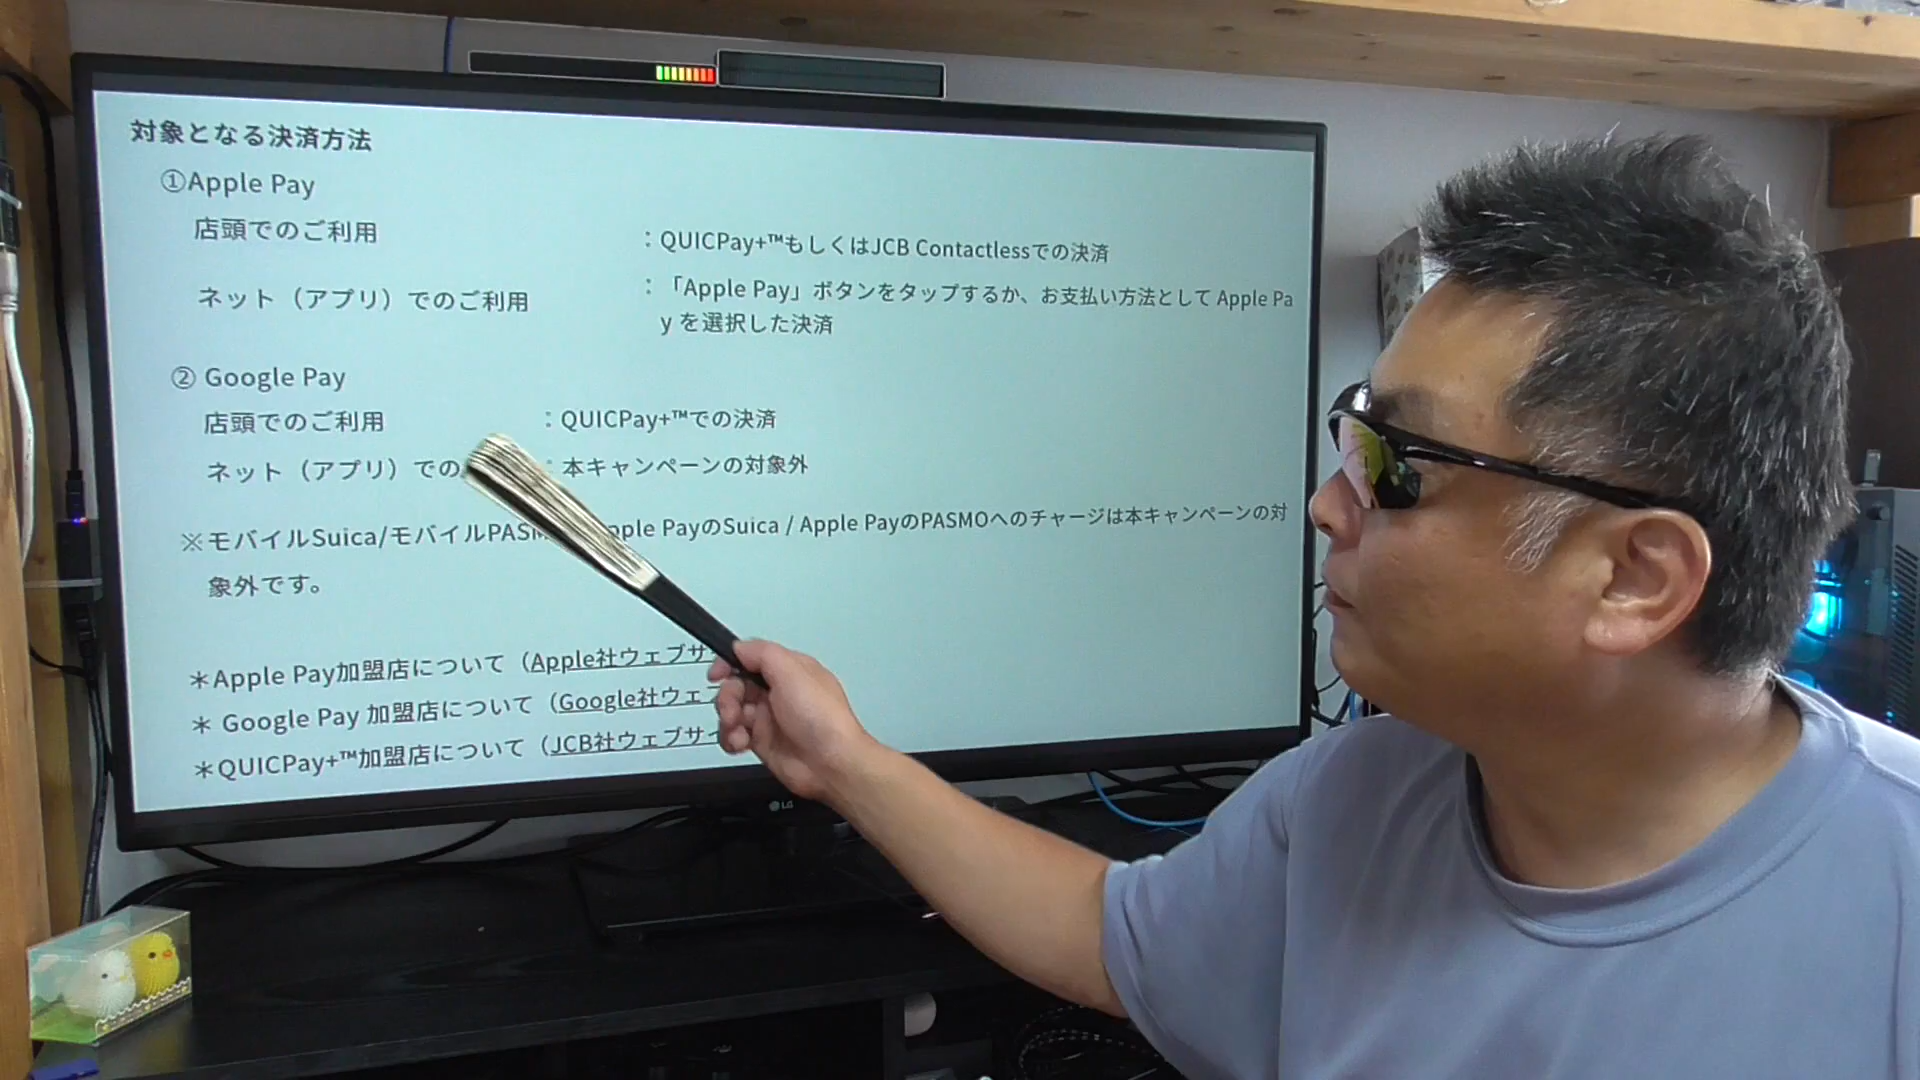 対象となる決済方法
①Apple Pay
店頭でのご利用 ：QUICPay+™もしくはJCB Contactlessでの決済
ネット（アプリ）でのご利用 ：「Apple Pay」ボタンをタップするか、お支払い方法として Apple Pa
y を選択した決済
② Google Pay
店頭でのご利用 ：QUICPay+™での決済
ネット（アプリ）での ：本キャンペーンの対象外
※モバイルSuica/モバイルPASM pple PayのSuica / Apple PayのPASMOへのチャージは本キャンペーンの対
象外です。
＊Apple Pay加盟店について（Apple社ウェブサ
＊ Google Pay 加盟店について（Google社ウェブ
＊QUICPay+™加盟店について（JCB社ウェブサイ
LG